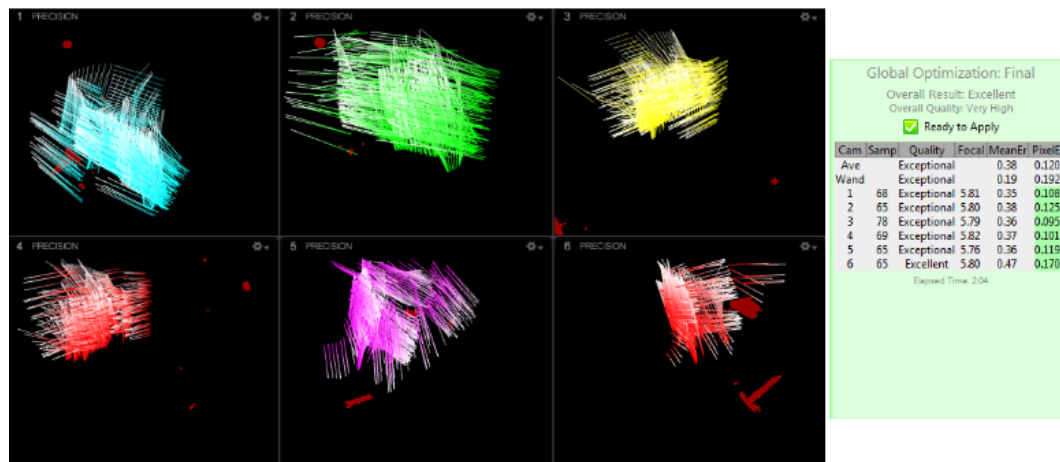 1 PRECISION
2 PRECISION
3 PRECISION
4 PRECISION
5 PRECISION
6 PRECISION
Global Optimization: Final
Overall Result: Excellent
Overall Quality: Very High
Ready to Apply
Cam Samp Quality Focal MeanEr PixelE
Ave Exceptional 0.38 0.120
Wand Exceptional 0.19 0.192
1 68 Exceptional 5.81 0.35 0.108
2 65 Exceptional 5.80 0.38 0.125
3 78 Exceptional 5.79 0.36 0.095
4 69 Exceptional 5.82 0.37 0.101
5 65 Exceptional 5.76 0.36 0.119
6 65 Excellent 5.80 0.47 0.170
Elapsed Time: 2:04